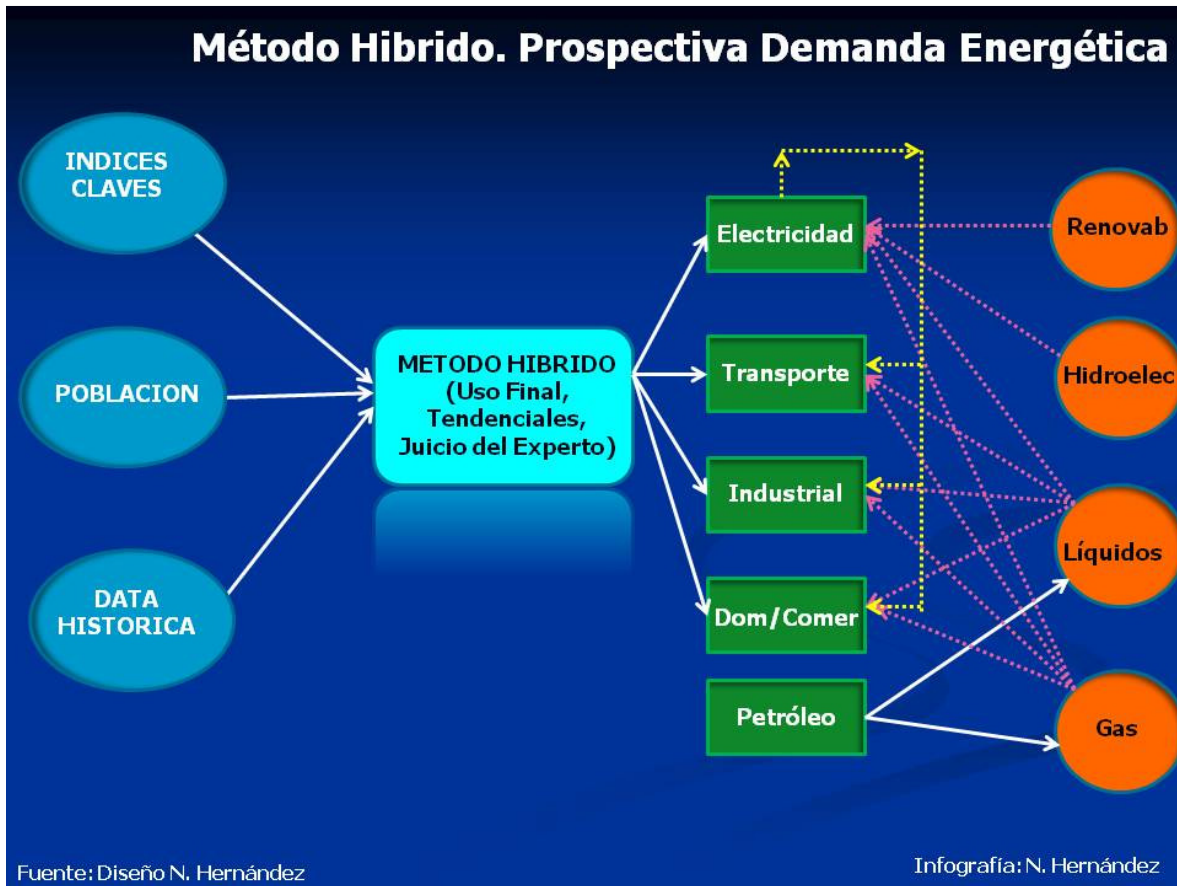 Método Hibrido. Prospectiva Demanda Energética
INDICES
CLAVES
POBLACION
DATA
HISTORICA
METODO HIBRIDO
(Uso Final,
Tendenciales,
Juicio del Experto)
Electricidad
Transporte
Industrial
Dom/Comer
Petróleo
Renovab
Hidroelec
Líquidos
Gas
Fuente: Diseño N. Hernández
Infografía: N. Hernández